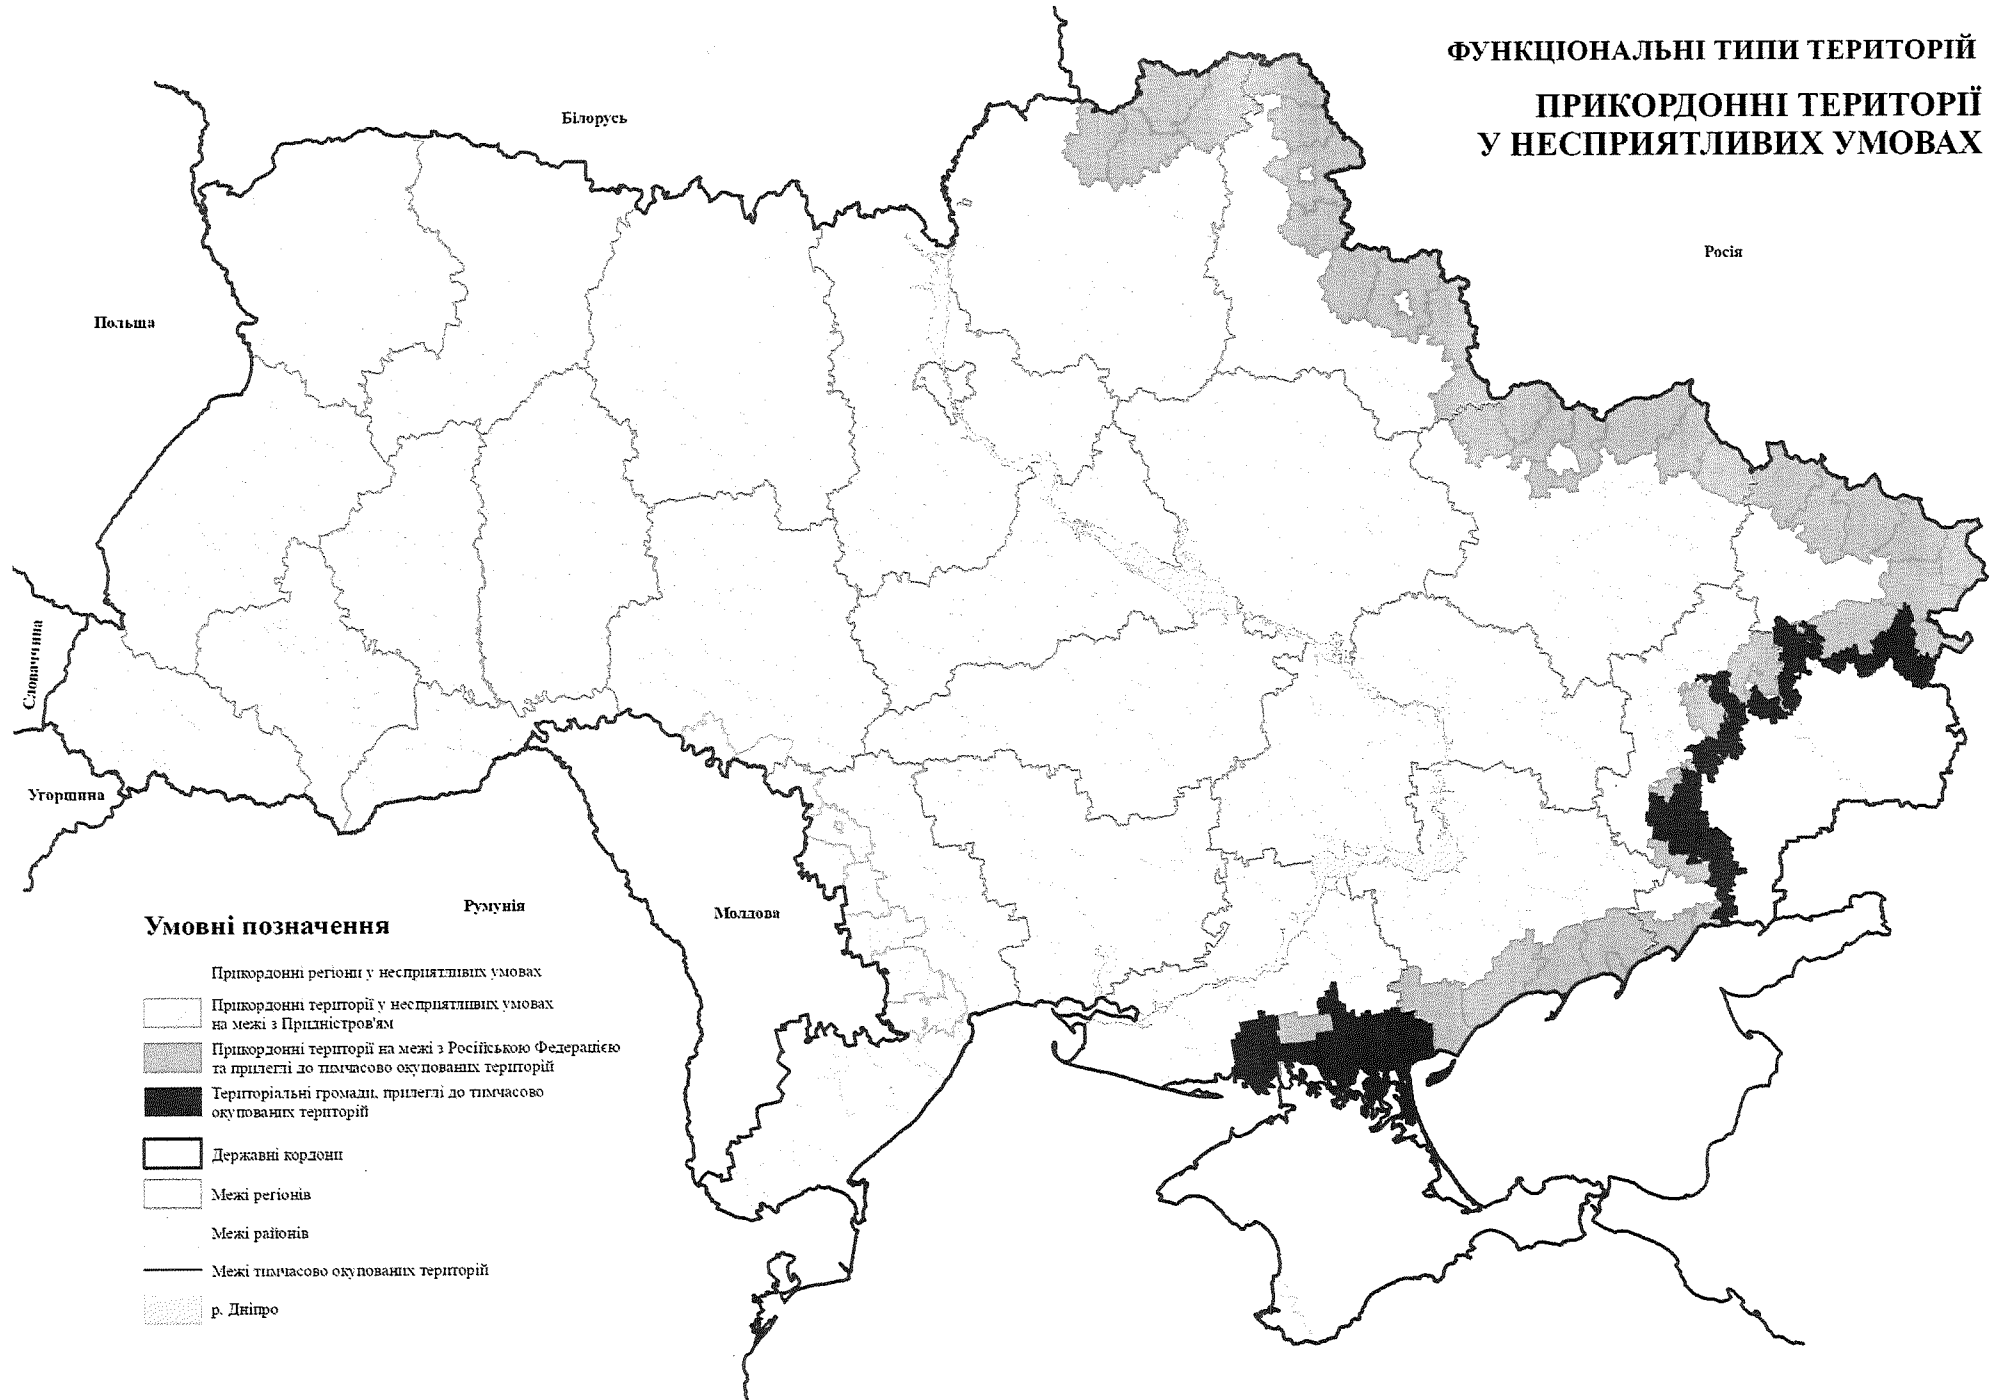 ФУНКЦІОНАЛЬНІ ТИПИ ТЕРИТОРІЙ
ПРИКОРДОННІ ТЕРИТОРІЇ
У НЕСПРИЯТЛИВИХ УМОВАХ
Білорусь
Росія
Польща
Словаччина
Угорщина
Румунія
Молдова
Умовні позначення
Прикордонні регіони у несприятливих умовах
Прикордонні території у несприятливих умовах
на межі з Придністров'ям
Прикордонні території на межі з Російською Федерацією
та прилеглі до тимчасово окупованих територій
Територіальні громади, прилеглі до тимчасово
окупованих територій
Державні кордони
Межі регіонів
Межі районів
Межі тимчасово окупованих територій
р. Дніпро